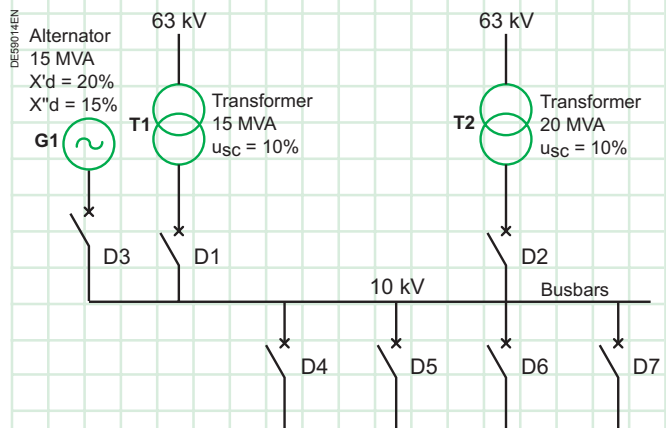 DE59014EN
63 kV
63 kV
Alternator
15 MVA
X'd = 20%
X"d = 15%
G1
T1
Transformer
15 MVA
usc = 10%
T2
Transformer
20 MVA
usc = 10%
D3
D1
D2
10 kV
Busbars
D4
D5
D6
D7